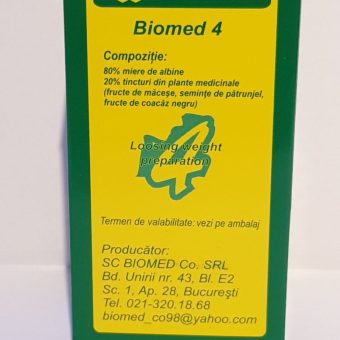 Biomed 4
Compoziție:
80% miere de albine
20% tincturi din plante medicinale
(fructe de măceșe, semințe de pătrunjel,
fructe de coacăz negru)
Loosing weight
preparation
Termen de valabilitate: vezi pe ambalaj
Producător:
SC BIOMED Co. SRL
Bd. Unirii nr. 43, Bl. E2
Sc. 1, Ap. 28, București
Tel. 021-320.18.68
biomed_co98@yahoo.com